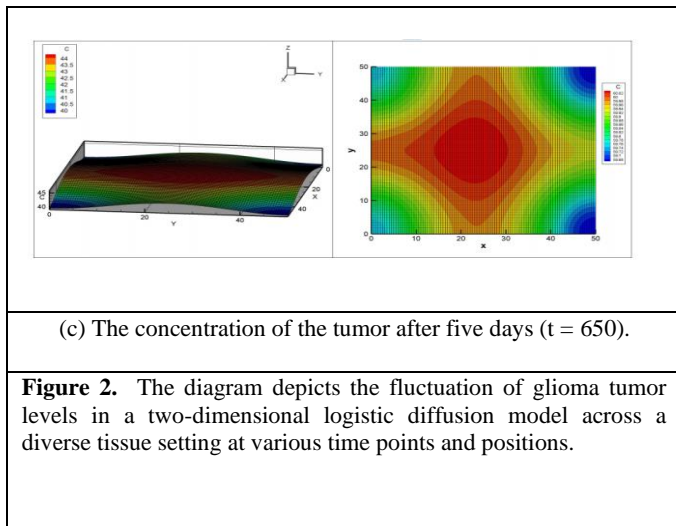 C
44
43.5
43
42.5
42
41.5
41
40.5
40
Z
X
Y
C
45
40
0
20
40
Y
0
20
40
X
50
40
30
20
10
0
y
0
10
20
30
40
50
x
C
(c) The concentration of the tumor after five days (t = 650).
Figure 2. The diagram depicts the fluctuation of glioma tumor
levels in a two-dimensional logistic diffusion model across a
diverse tissue setting at various time points and positions.